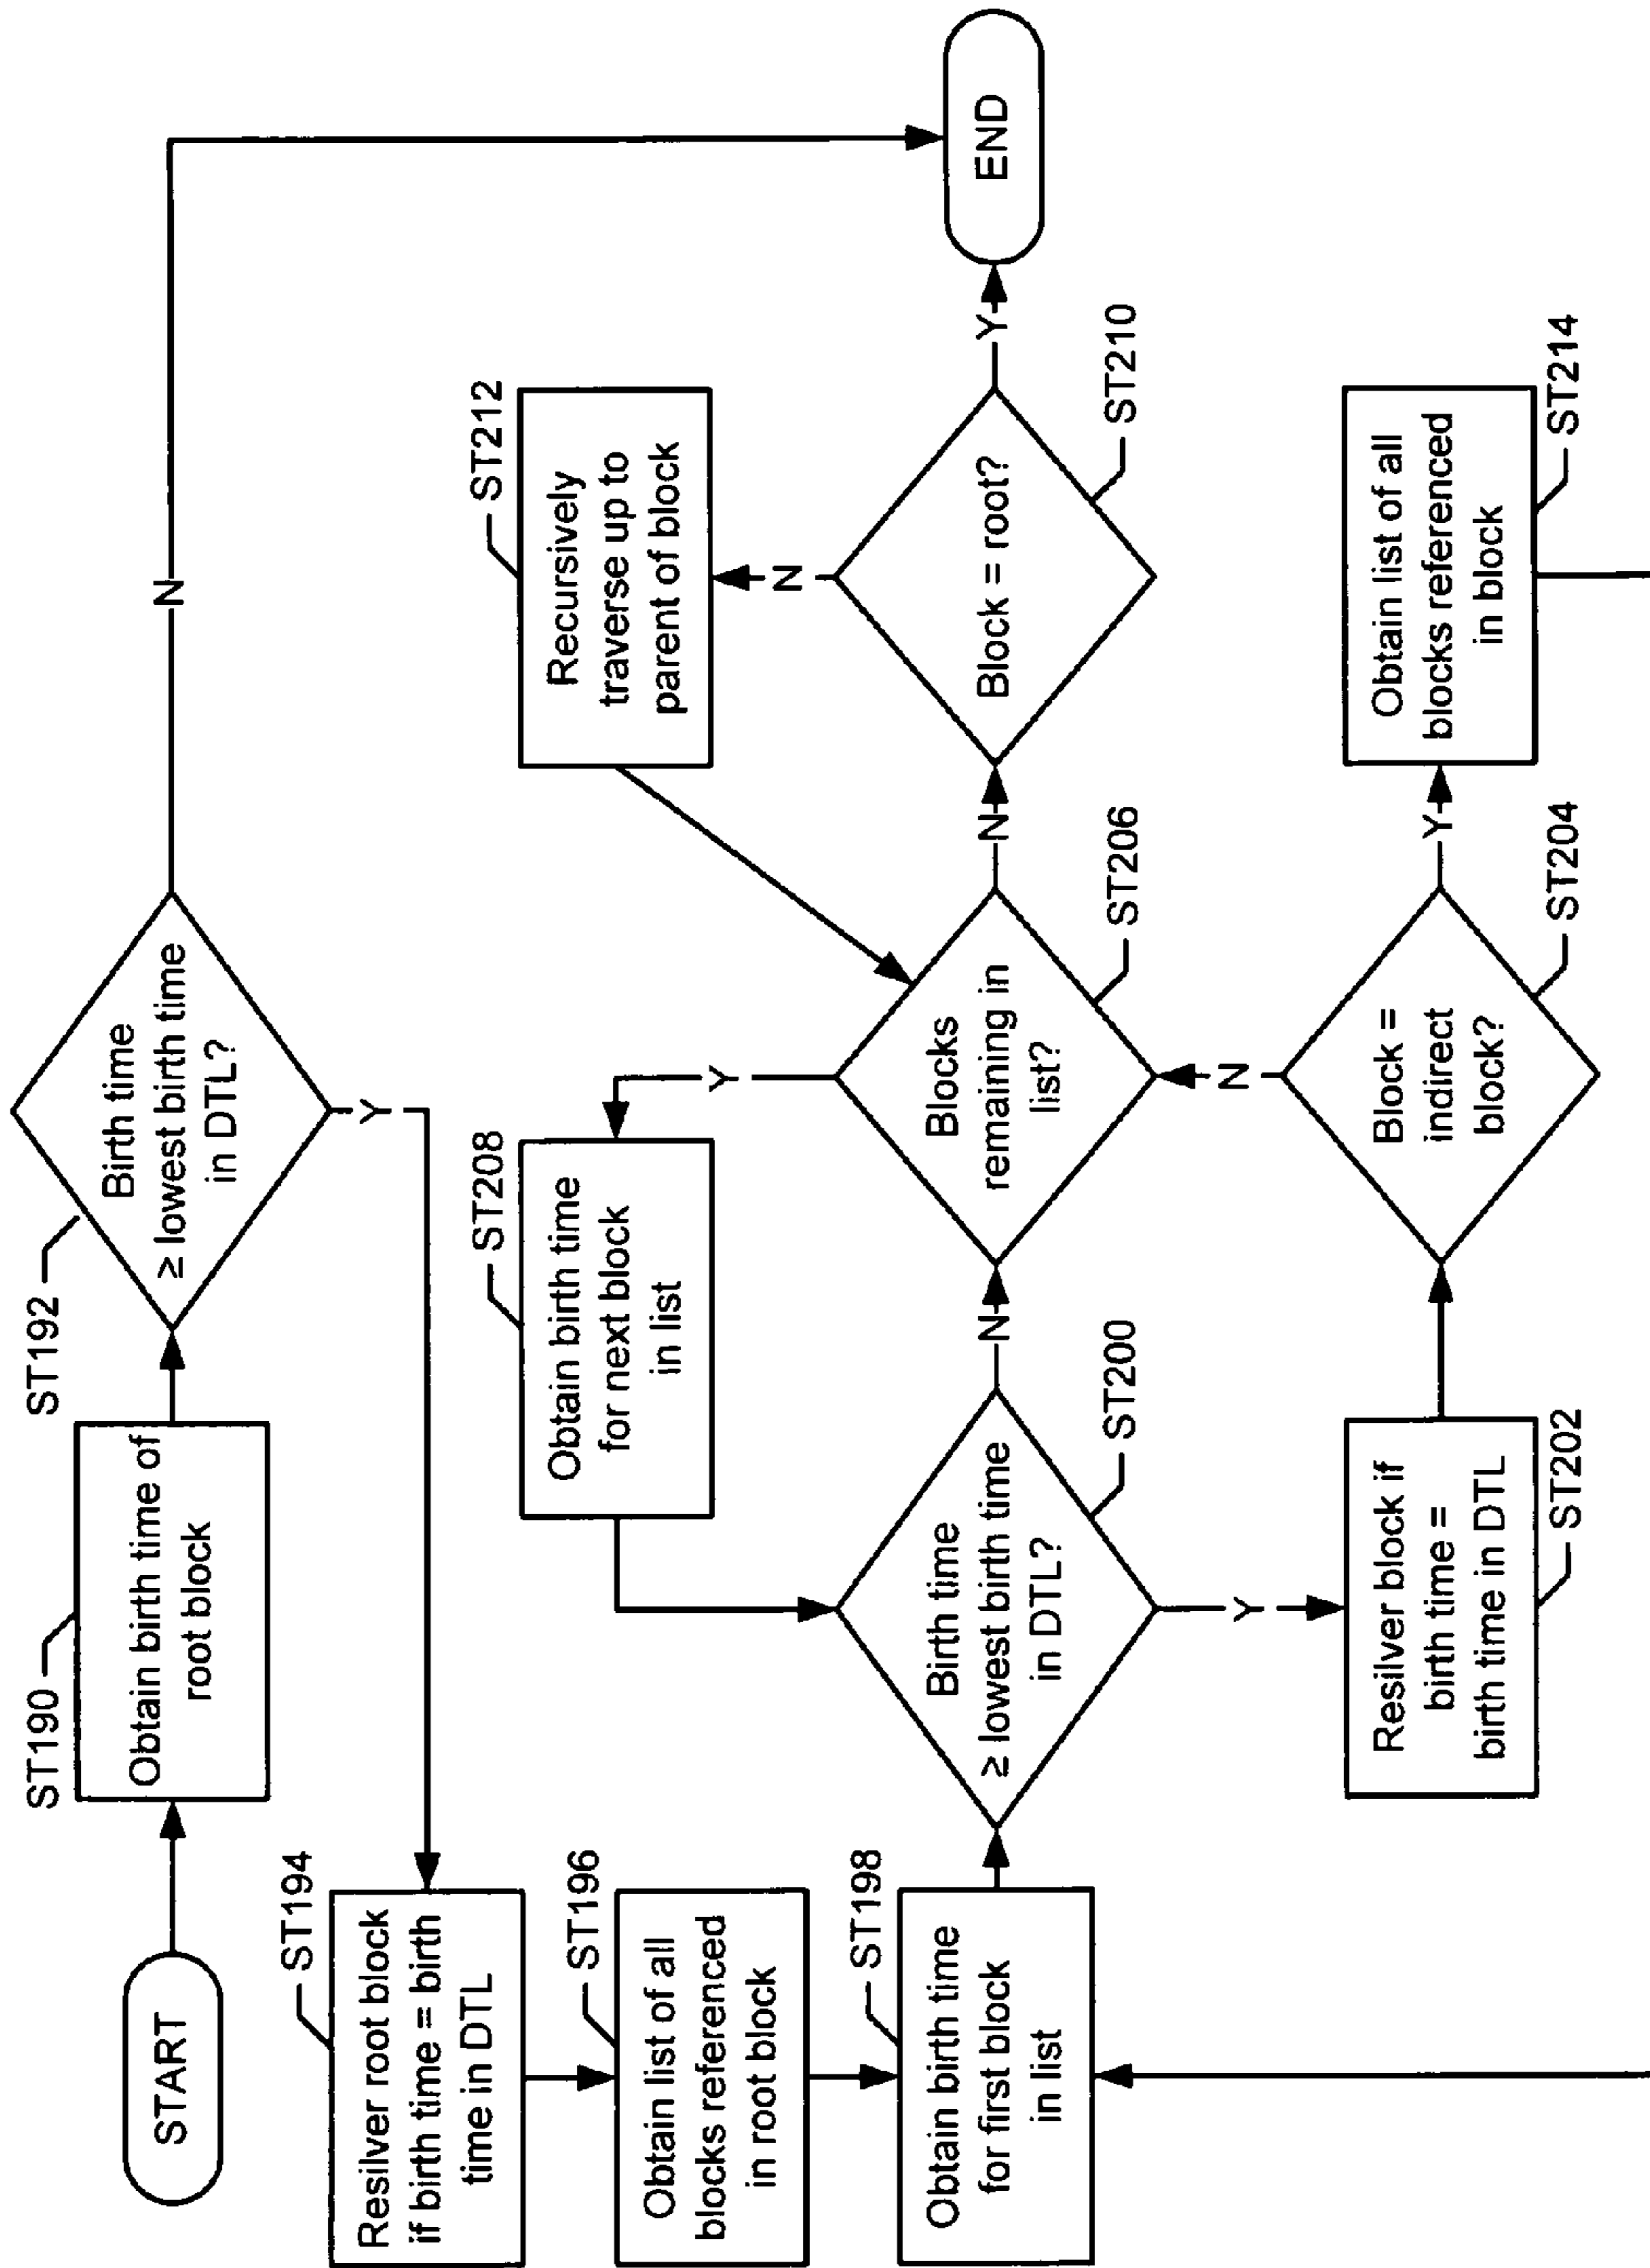 START
ST190
Obtain birth time of
root block
ST192
Birth time
≥ lowest birth time
in DTL?
N
Y
ST194
Resilver root block
if birth time = birth
time in DTL
ST196
Obtain list of all
blocks referenced
in root block
ST198
Obtain birth time
for first block
in list
ST208
Obtain birth time
for next block
in list
Birth time
≥ lowest birth time
in DTL?
ST200
N
Y
Resilver block if
birth time =
birth time in DTL
ST202
Y
Blocks
remaining in
list?
ST206
N
N
Block =
indirect
block?
ST204
Y
ST212
Recursively
traverse up to
parent of block
N
Block = root?
ST210
Y
END
Obtain list of all
blocks referenced
in block
ST214